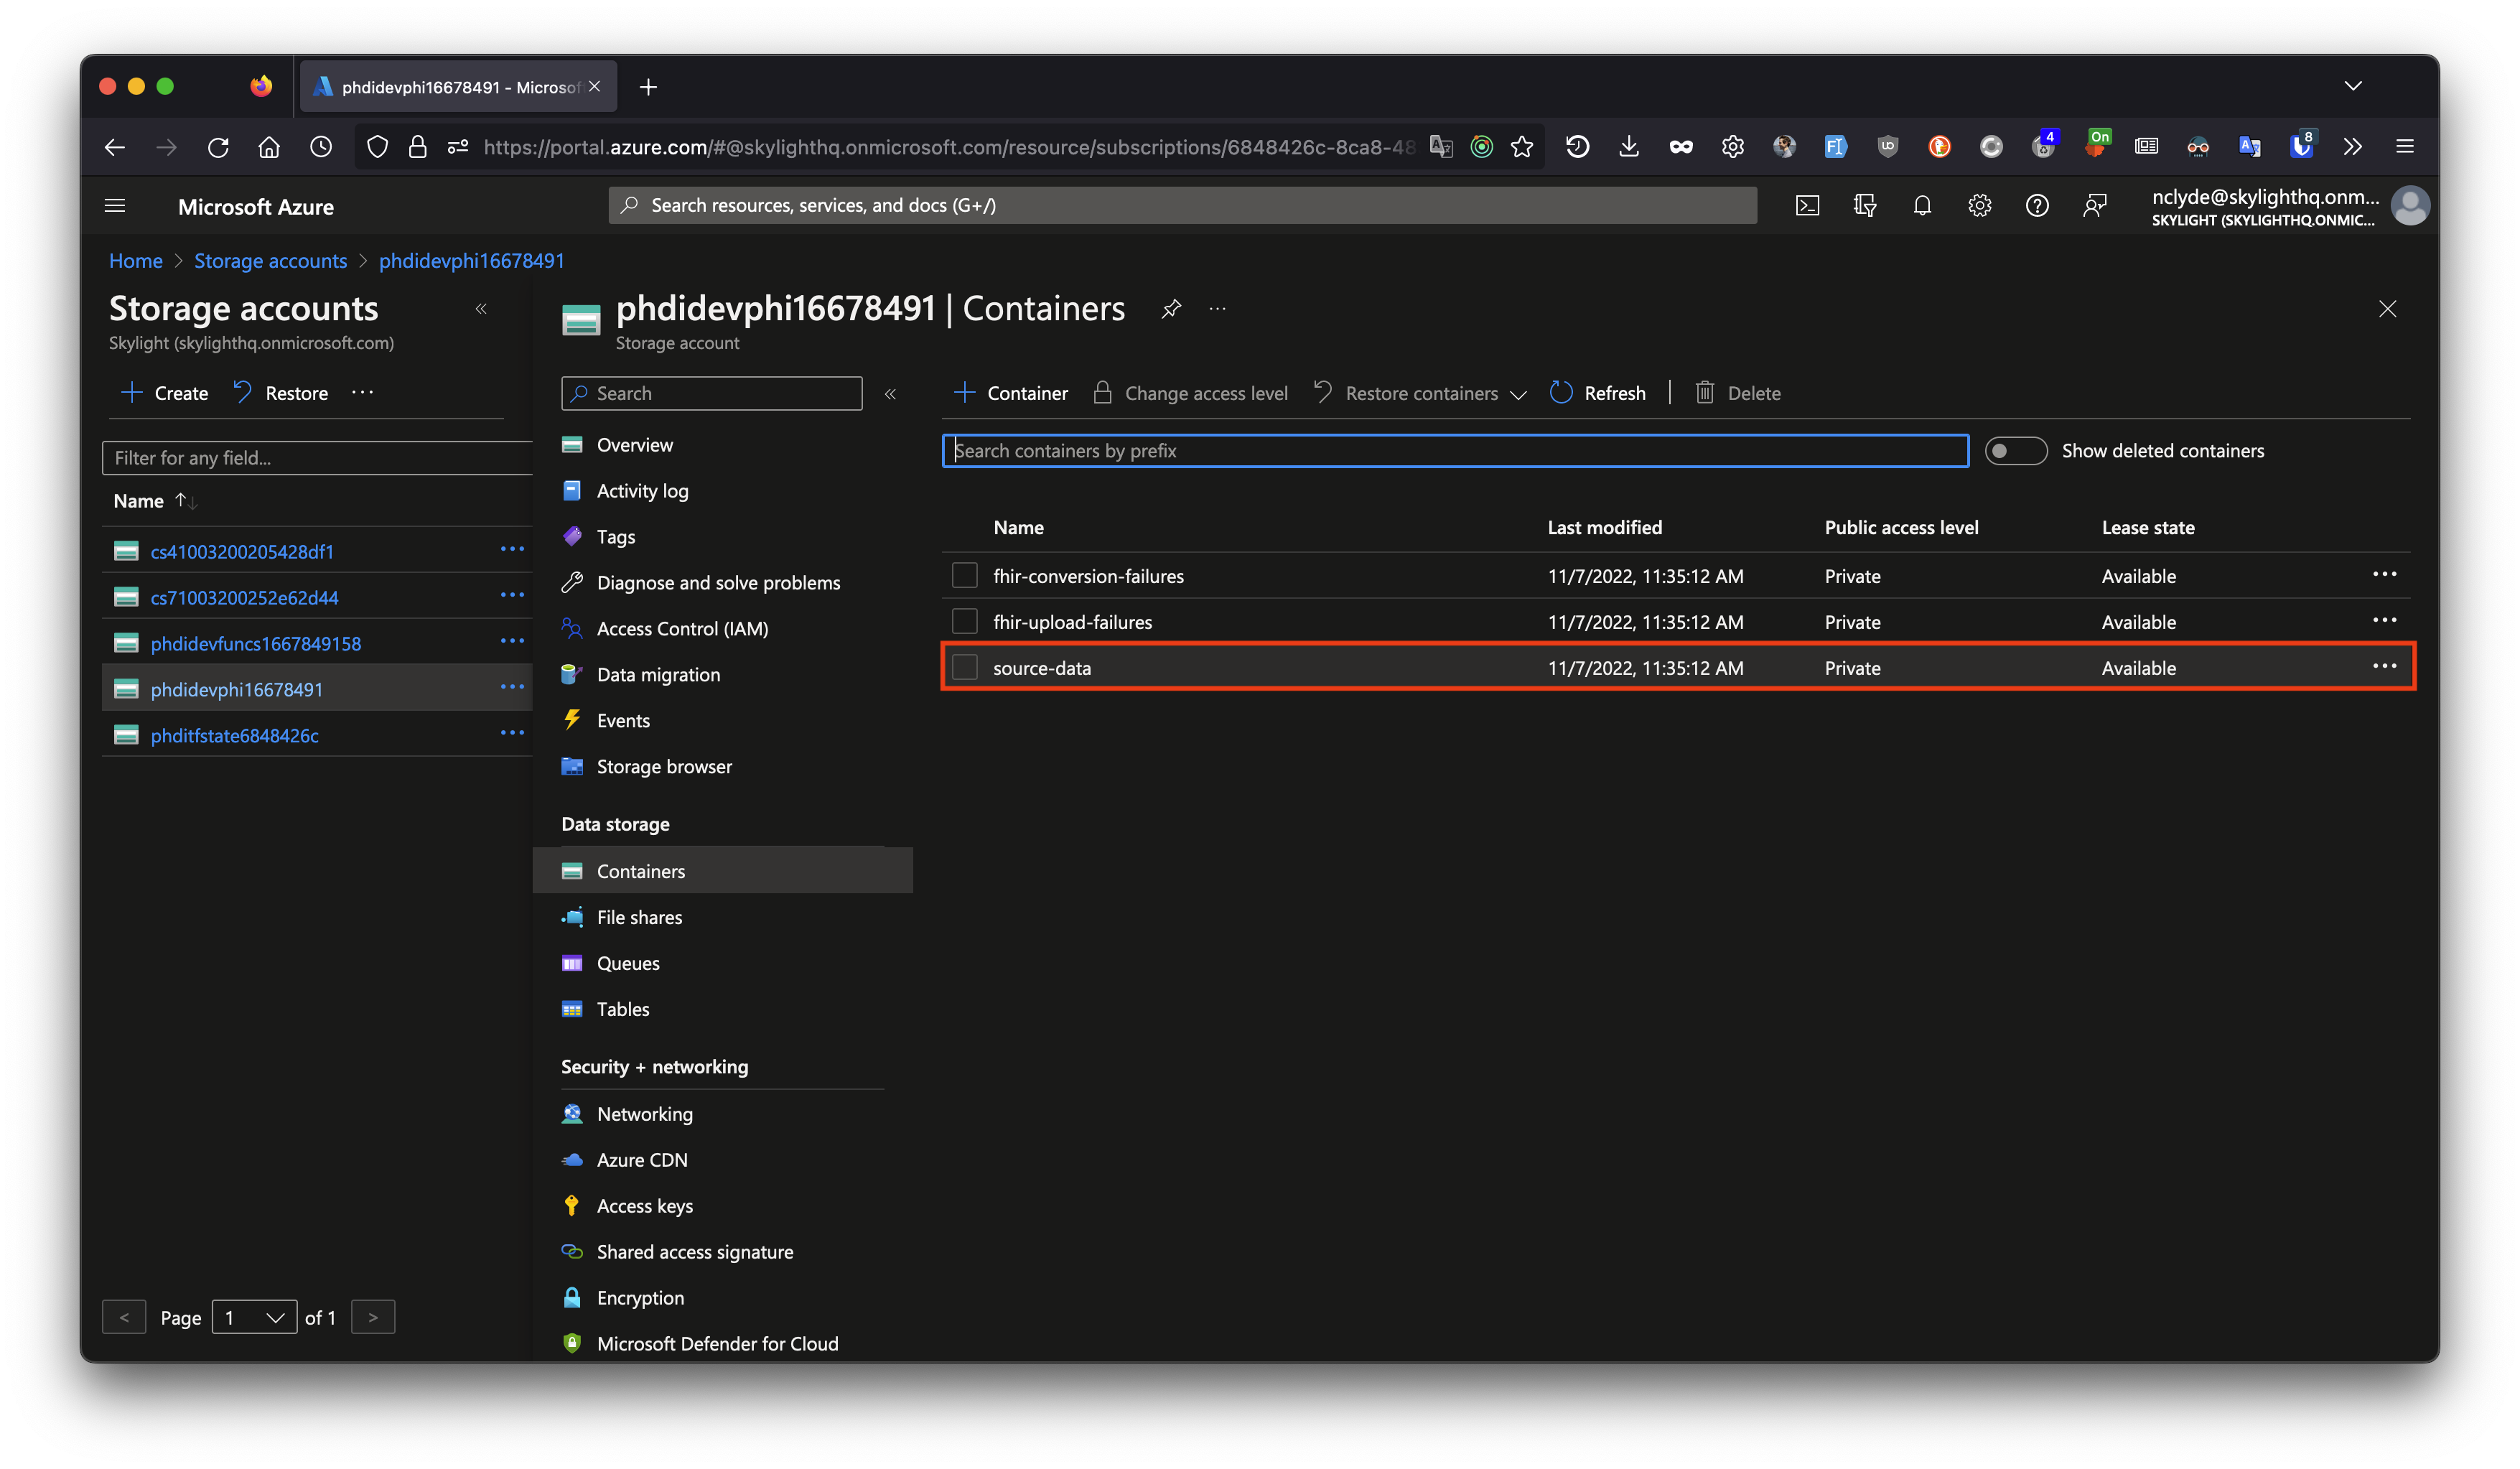 phdidevphi16678491 - Microsof
https://portal.azure.com/#@skylighthq.onmicrosoft.com/resource/subscriptions/6848426c-8ca8-48
4
On
8
Microsoft Azure
Search resources, services, and docs (G+/)
nclyde@skylighthq.onm...
SKYLIGHT (SKYLIGHTHQ.ONMIC...
Home > Storage accounts > phdidevphi16678491
Storage accounts
Skylight (skylighthq.onmicrosoft.com)
Create Restore ...
Filter for any field...
Name
cs41003200205428df1
cs71003200252e62d44
phdidevfuncs1667849158
phdidevphi16678491
phditfstate6848426c
< Page 1 of 1 >
phdidevphi16678491 | Containers
Storage account
Search
Overview
Activity log
Tags
Diagnose and solve problems
Access Control (IAM)
Data migration
Events
Storage browser
Data storage
Containers
File shares
Queues
Tables
Security + networking
Networking
Azure CDN
Access keys
Shared access signature
Encryption
Microsoft Defender for Cloud
Container Change access level Restore containers Refresh | Delete
Search containers by prefix
Show deleted containers
Name Last modified Public access level Lease state
fhir-conversion-failures 11/7/2022, 11:35:12 AM Private Available
fhir-upload-failures 11/7/2022, 11:35:12 AM Private Available
source-data 11/7/2022, 11:35:12 AM Private Available